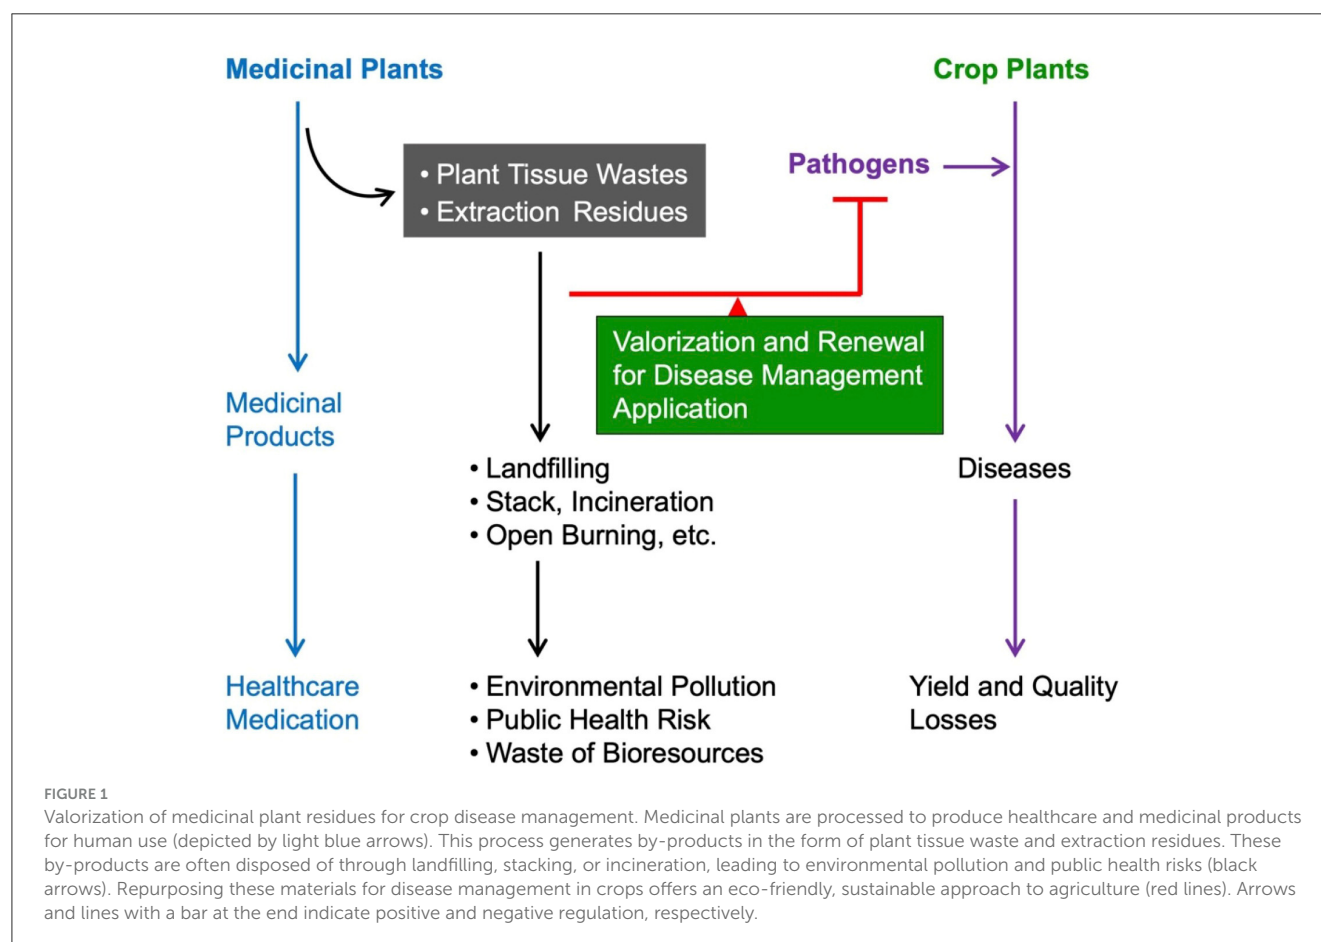 Medicinal Plants
Crop Plants
• Plant Tissue Wastes
• Extraction Residues
Pathogens
Valorization and Renewal
for Disease Management
Application
Medicinal
Products
• Landfilling
• Stack, Incineration
• Open Burning, etc.
Diseases
Healthcare
Medication
• Environmental Pollution
• Public Health Risk
• Waste of Bioresources
Yield and Quality
Losses
FIGURE 1
Valorization of medicinal plant residues for crop disease management. Medicinal plants are processed to produce healthcare and medicinal products
for human use (depicted by light blue arrows). This process generates by-products in the form of plant tissue waste and extraction residues. These
by-products are often disposed of through landfilling, stacking, or incineration, leading to environmental pollution and public health risks (black
arrows). Repurposing these materials for disease management in crops offers an eco-friendly, sustainable approach to agriculture (red lines). Arrows
and lines with a bar at the end indicate positive and negative regulation, respectively.